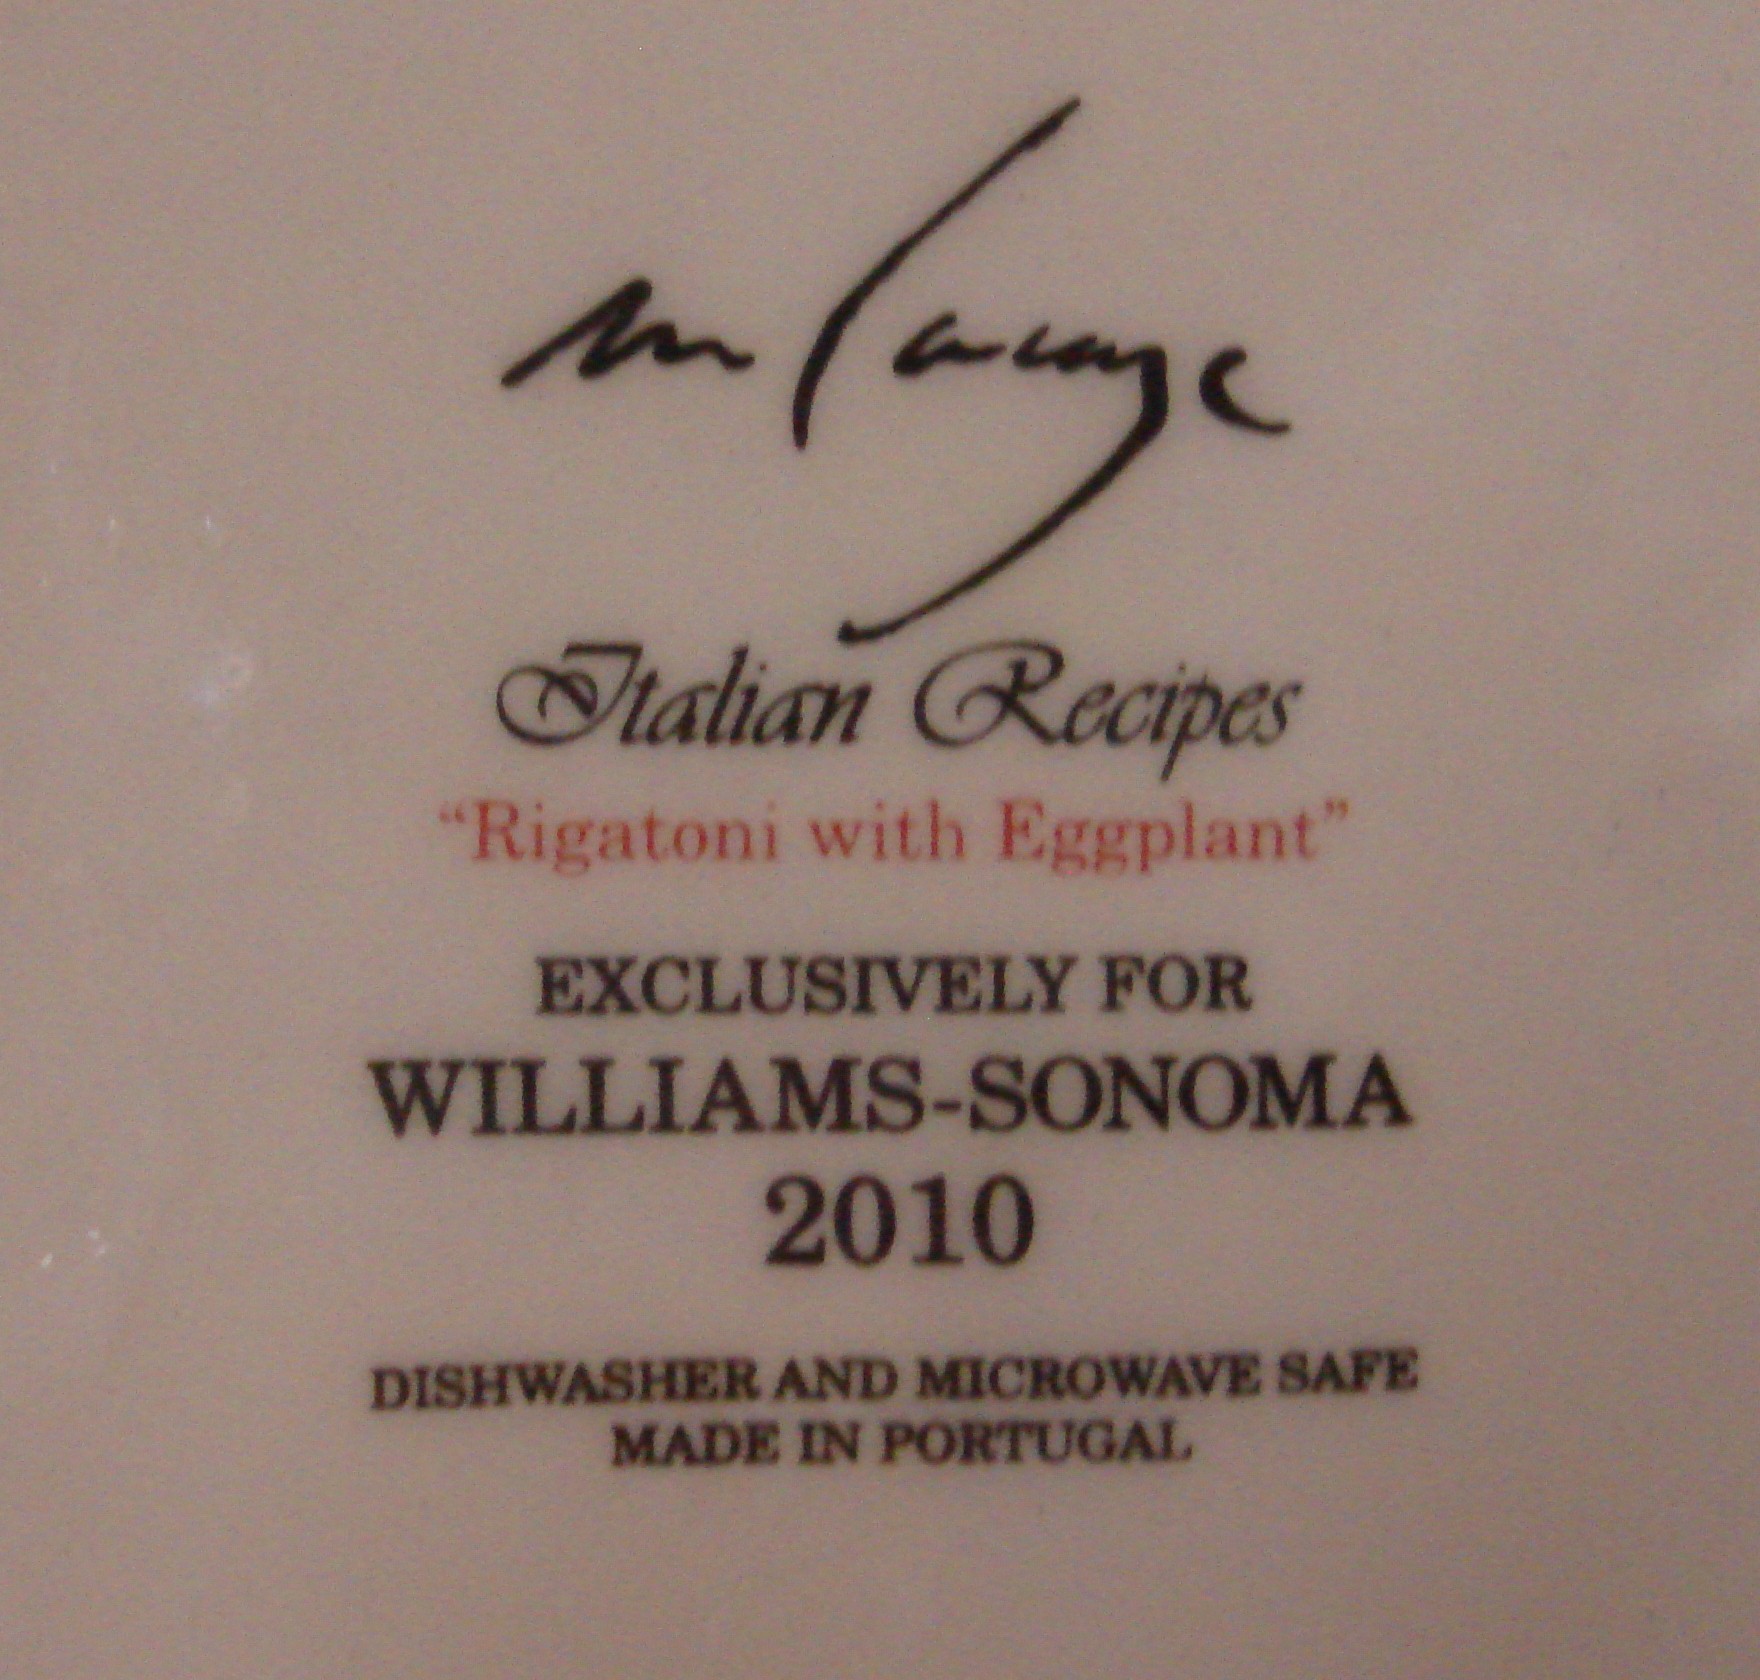 Italian Recipes
“Rigatoni with Eggplant”
EXCLUSIVELY FOR
WILLIAMS-SONOMA
2010
DISHWASHER AND MICROWAVE SAFE
MADE IN PORTUGAL